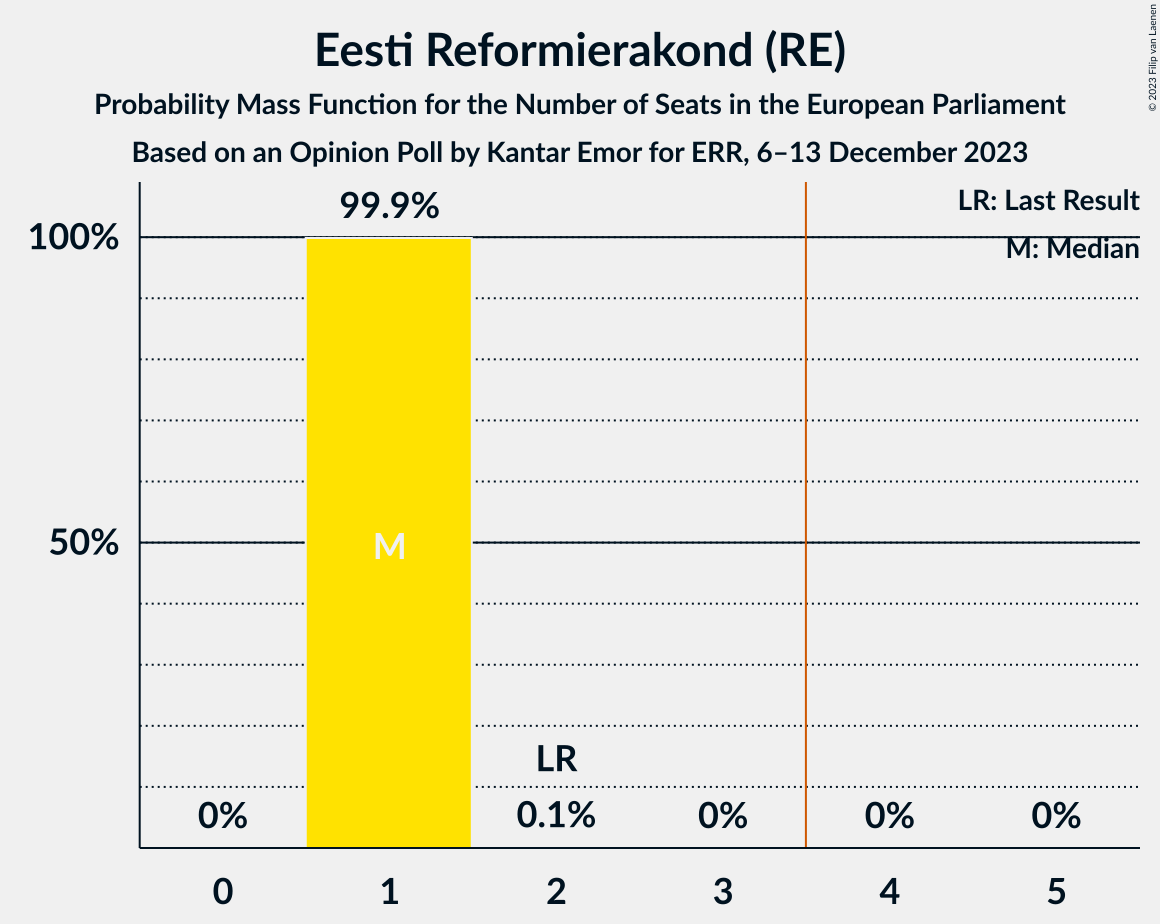 Eesti Reformierakond (RE)
Probability Mass Function for the Number of Seats in the European Parliament
Based on an Opinion Poll by Kantar Emor for ERR, 6–13 December 2023
© 2023 Filip van Laenen
LR: Last Result
M: Median
99.9%
100%
50%
M
LR
0%
0.1%
0%
0%
0%
0
1
2
3
4
5